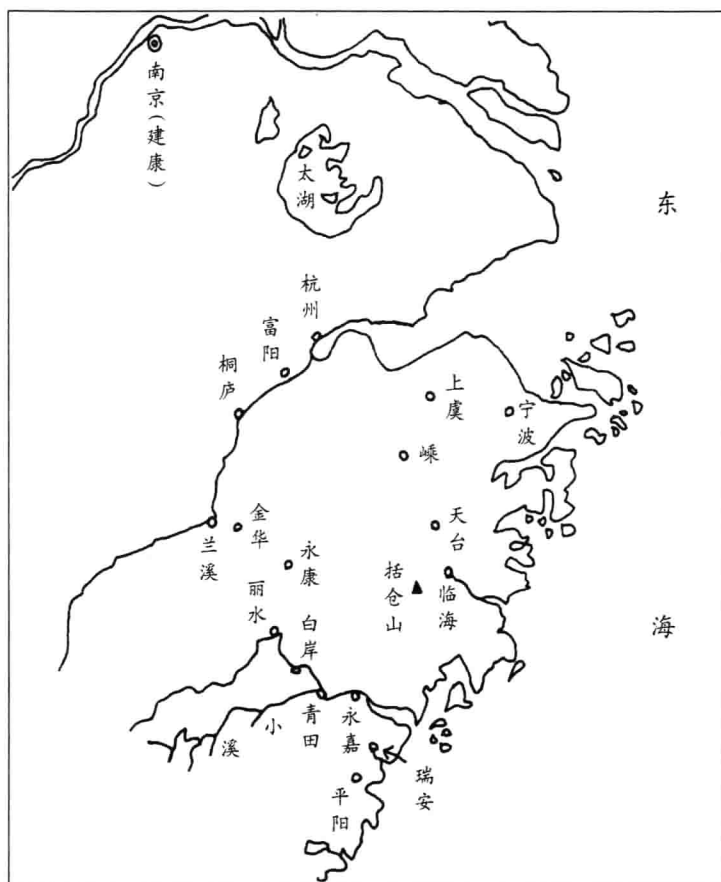 南京(建康)
太湖
东海
杭州
富阳
桐庐
上虞
宁波
嵊
天台
金华
兰溪
永康
丽水
白岸
括仓山
临海
青田
永嘉
小溪
瑞安
平阳